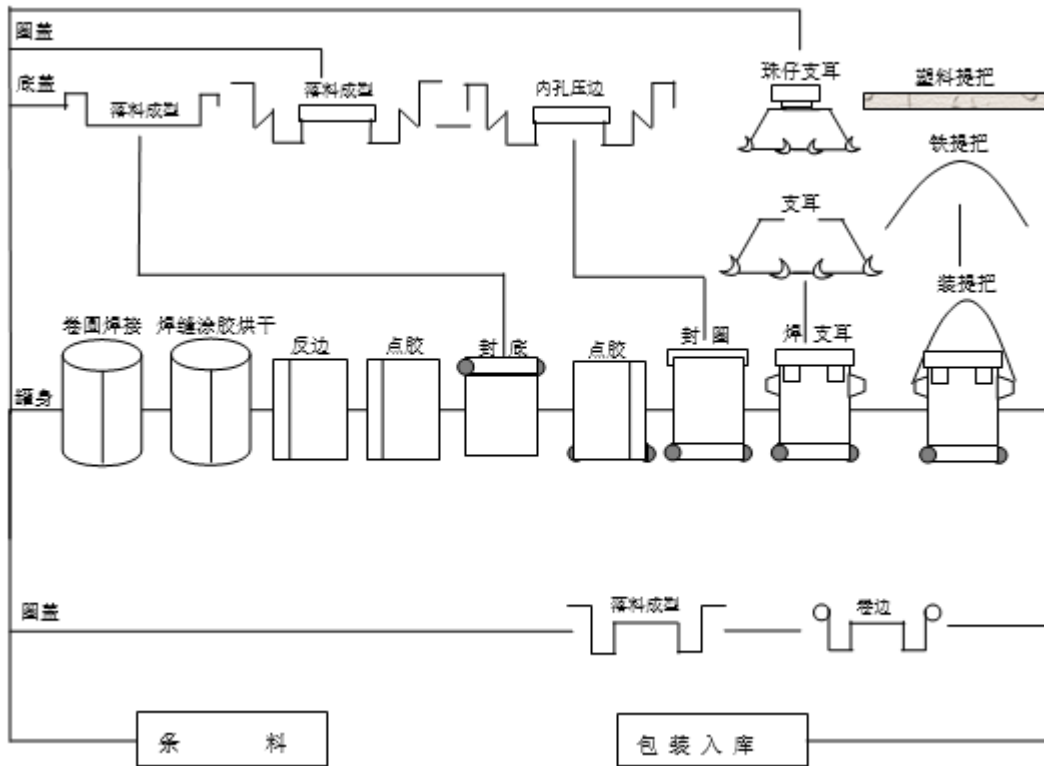 圈盖
底盖
落料成型
落料成型
内孔压边
珠仔支耳
塑料提把
铁提把
支耳
装提把
卷圆焊接
焊缝涂胶烘干
反边
点胶
封 底
点胶
封 圈
焊 支耳
罐身
圈盖
落料成型
卷边
条 料
包 装 入 库